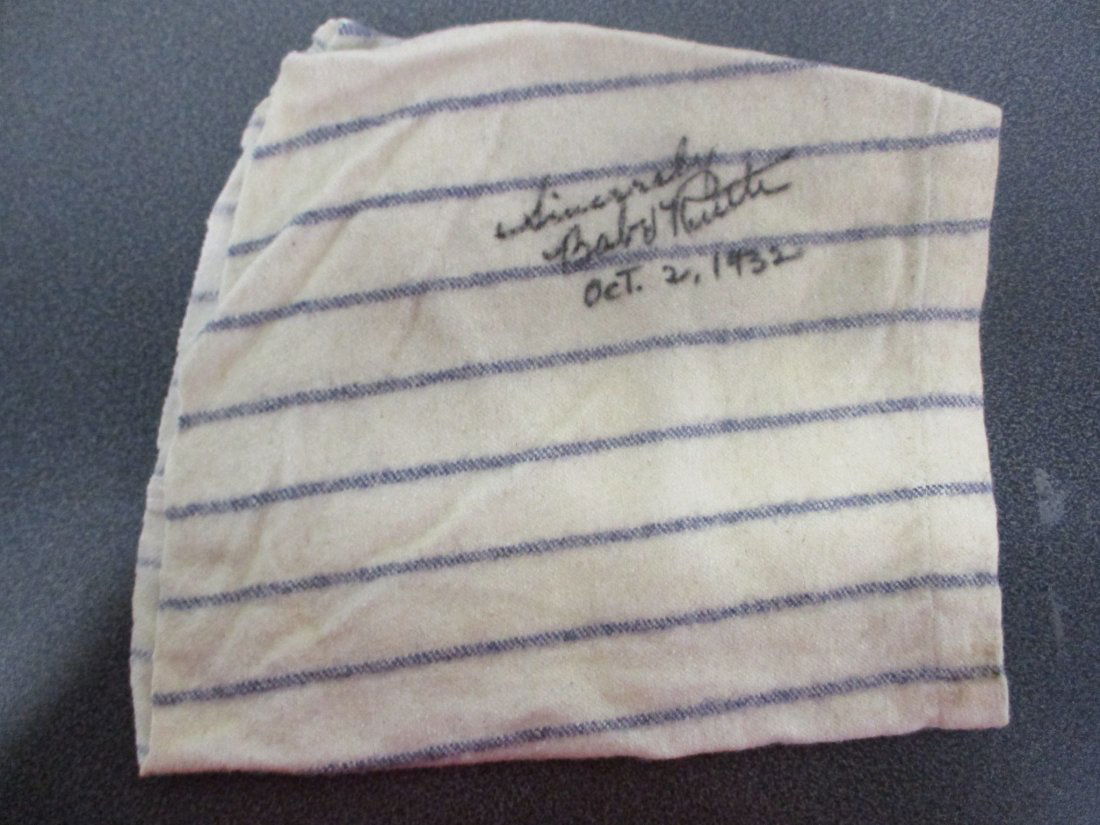 Sincerely
Babe Ruth
Oct. 2, 1932